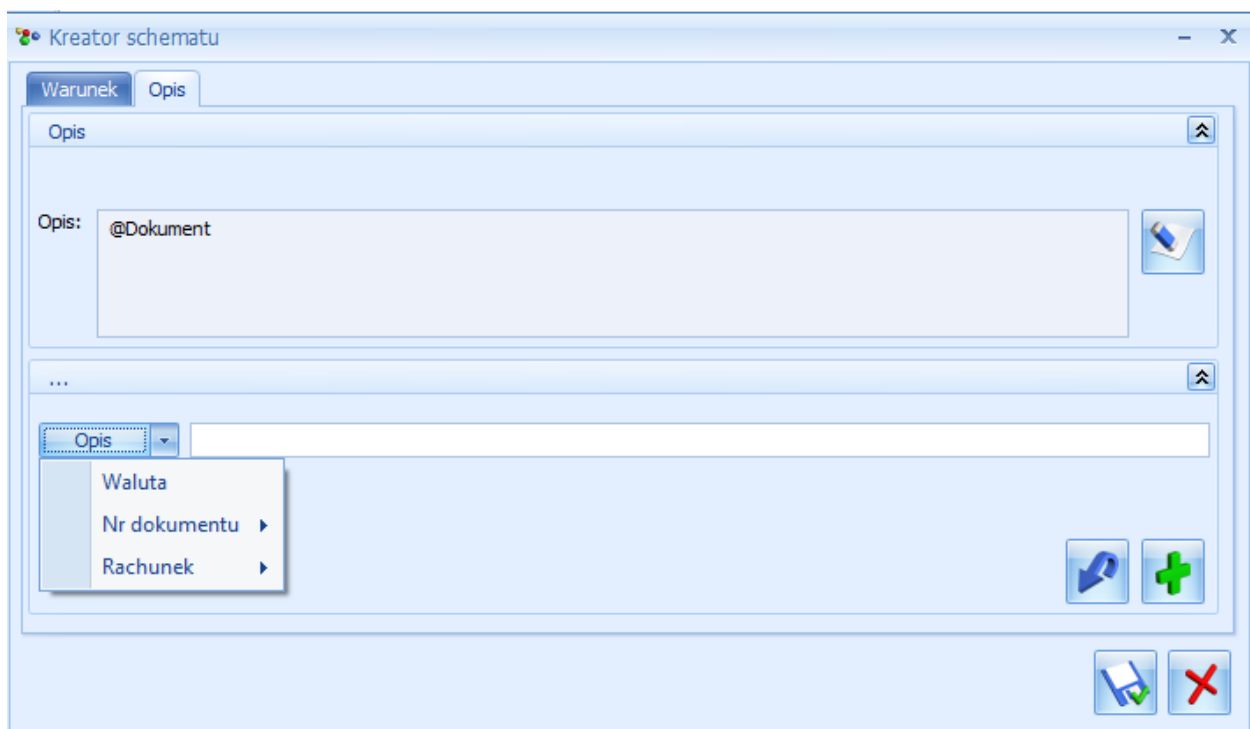 Kreator schematu
Warunek Opis
Opis
Opis: @Dokument
...
Opis
Waluta
Nr dokumentu
Rachunek